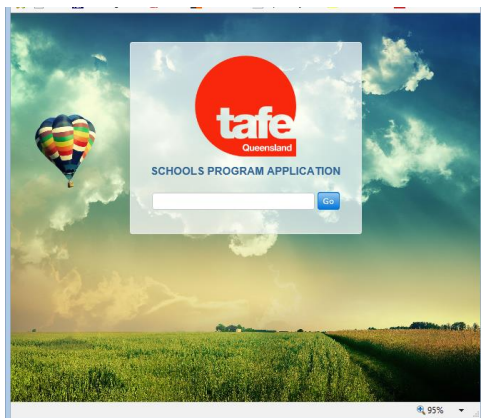 tafe
Queensland
SCHOOLS PROGRAM APPLICATION
Go
95%